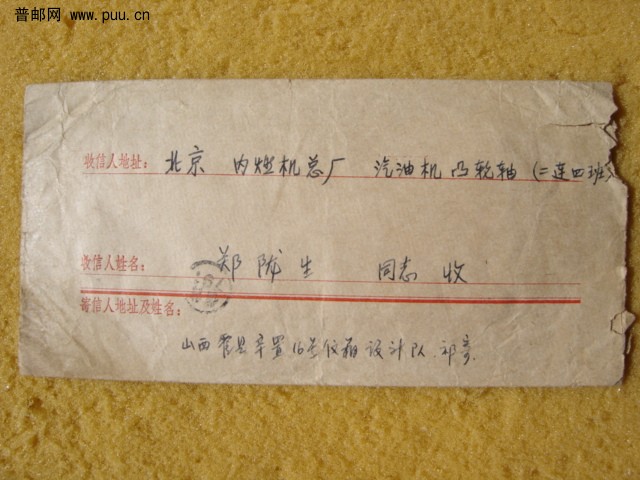 普邮网 www.puu.cn
收信人地址: 北京 内燃机总厂 汽油机 凸轮轴 (二连四班)
收信人姓名: 郑陇生 同志 收
寄信人地址及姓名:
山西霍县辛置16号信箱设计队 祁彦